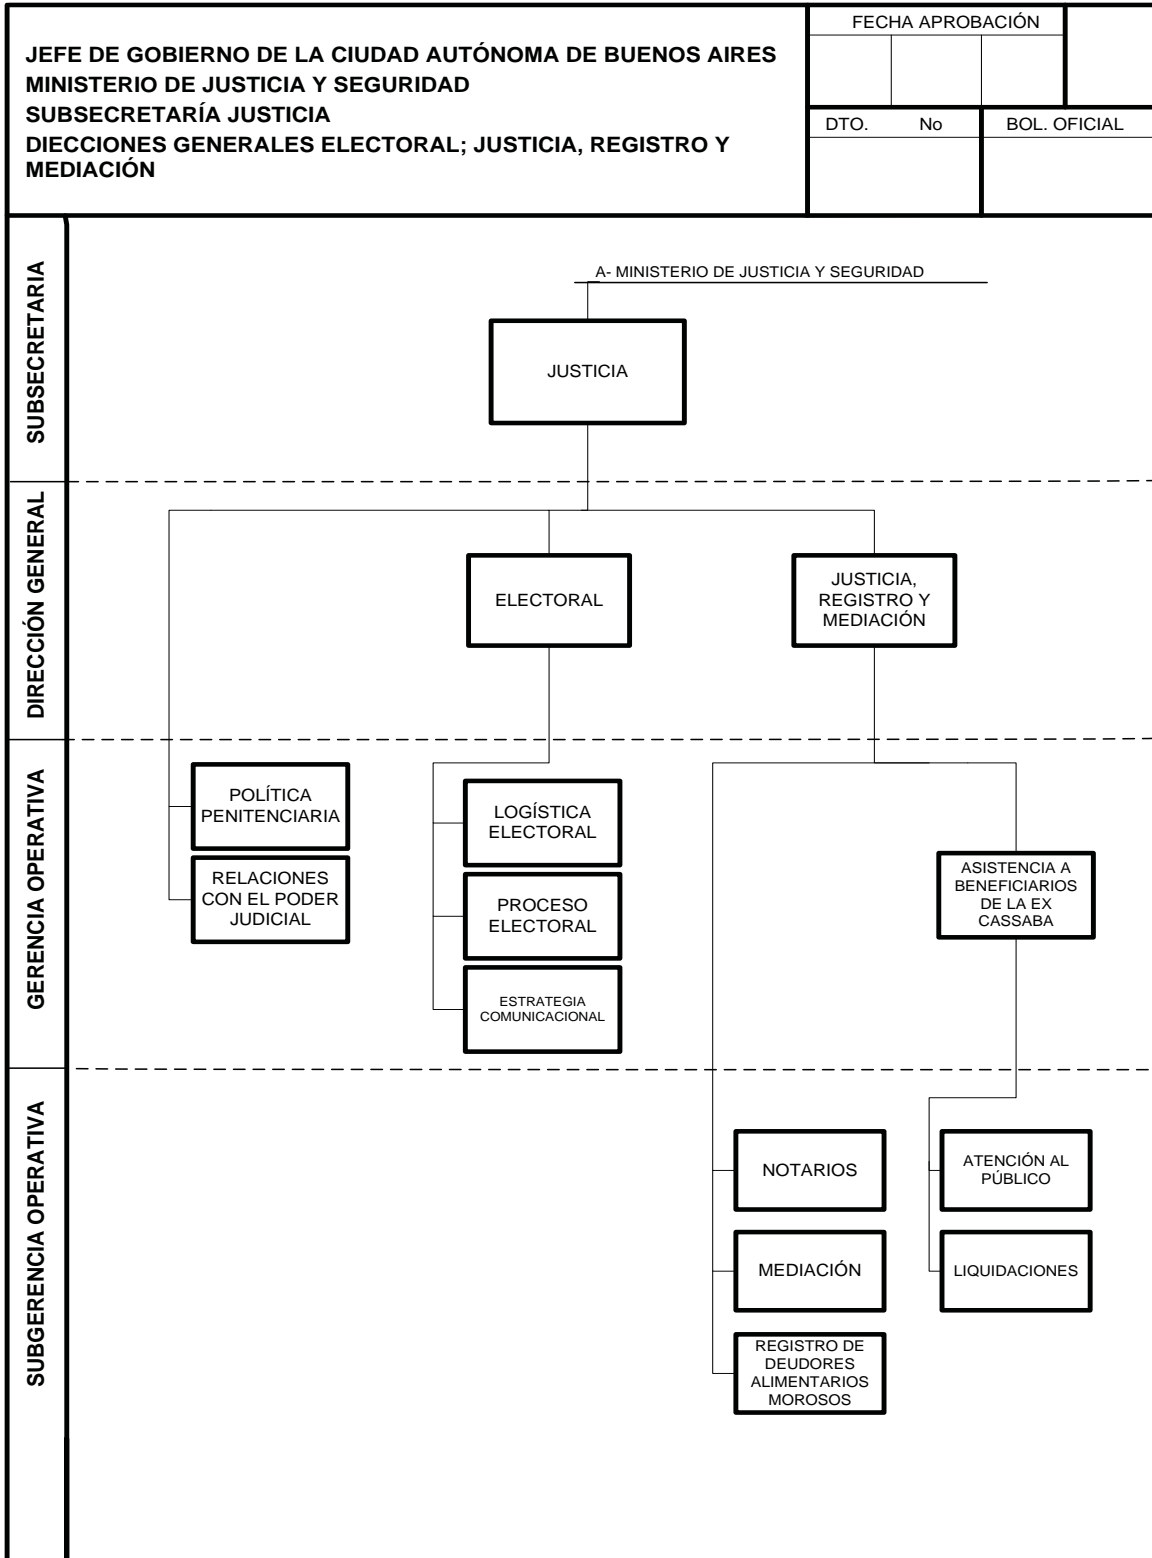 JEFE DE GOBIERNO DE LA CIUDAD AUTÓNOMA DE BUENOS AIRES
MINISTERIO DE JUSTICIA Y SEGURIDAD
SUBSECRETARÍA JUSTICIA
DIECCIONES GENERALES ELECTORAL; JUSTICIA, REGISTRO Y
MEDIACIÓN
FECHA APROBACIÓN
DTO. No BOL. OFICIAL
SUBSECRETARIA
A- MINISTERIO DE JUSTICIA Y SEGURIDAD
JUSTICIA
DIRECCIÓN GENERAL
ELECTORAL
JUSTICIA,
REGISTRO Y
MEDIACIÓN
GERENCIA OPERATIVA
POLÍTICA
PENITENCIARIA
RELACIONES
CON EL PODER
JUDICIAL
LOGÍSTICA
ELECTORAL
PROCESO
ELECTORAL
ESTRATEGIA
COMUNICACIONAL
ASISTENCIA A
BENEFICIARIOS
DE LA EX
CASSABA
SUBGERENCIA OPERATIVA
NOTARIOS
MEDIACIÓN
REGISTRO DE
DEUDORES
ALIMENTARIOS
MOROSOS
ATENCIÓN AL
PÚBLICO
LIQUIDACIONES